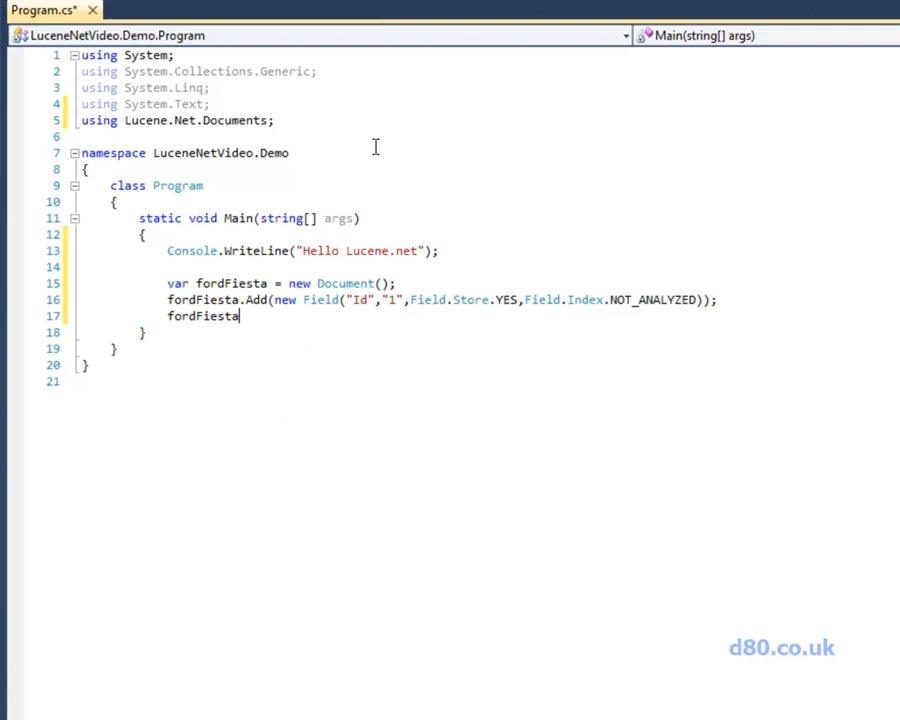 Program.cs*
LuceneNetVideo.Demo.Program Main(string[] args)
1 using System;
2 using System.Collections.Generic;
3 using System.Linq;
4 using System.Text;
5 using Lucene.Net.Documents;
6
7 namespace LuceneNetVideo.Demo
8 {
9 class Program
10 {
11 static void Main(string[] args)
12 {
13 Console.WriteLine("Hello Lucene.net");
14
15 var fordFiesta = new Document();
16 fordFiesta.Add(new Field("Id","1",Field.Store.YES,Field.Index.NOT_ANALYZED));
17 fordFiesta
18 }
19 }
20 }
21
d80.co.uk